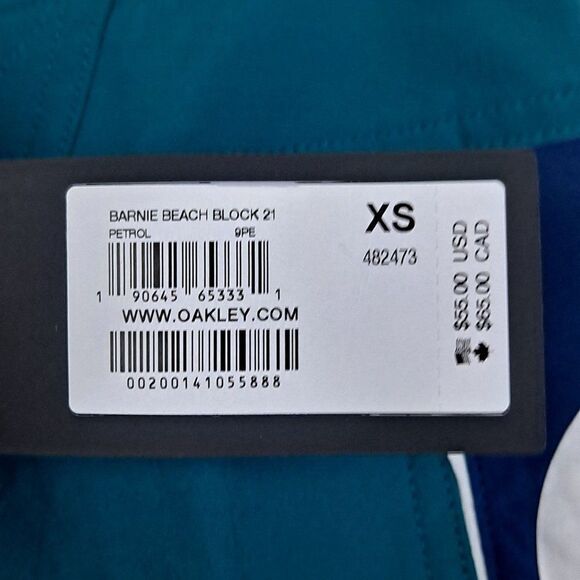 BARNIE BEACH BLOCK 21
PETROL 9PE
1 90645 65333 1
WWW.OAKLEY.COM
00200141055888
XS
482473
$55.00 USD
$65.00 CAD